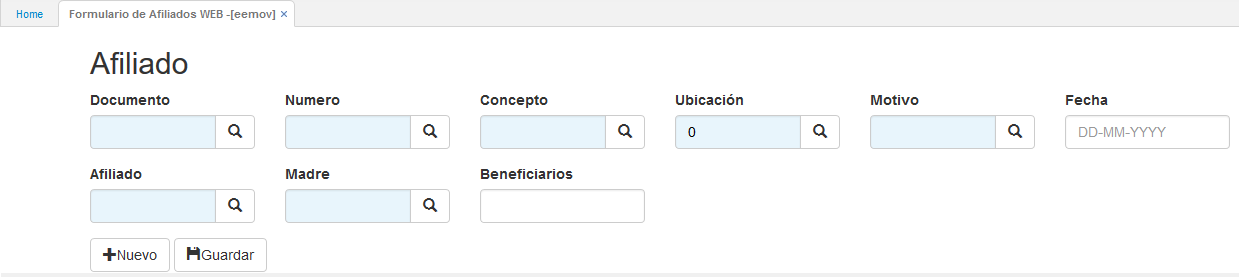 Home Formulario de Afiliados WEB -[eemov] ×
Afiliado
Documento Numero Concepto Ubicación Motivo Fecha
0 DD-MM-YYYY
Afiliado Madre Beneficiarios
Nuevo Guardar